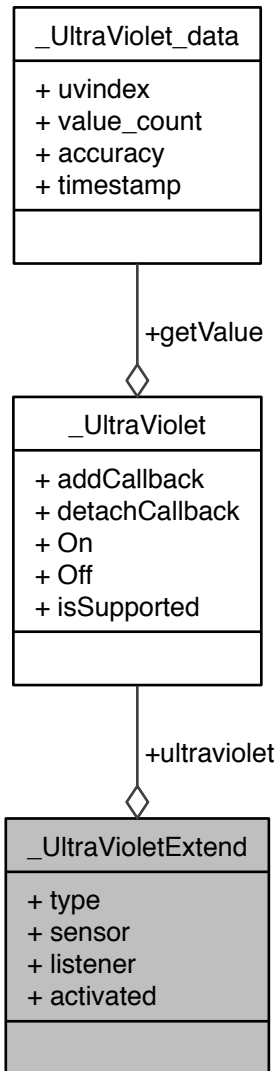 _UltraViolet_data
+ uvindex
+ value_count
+ accuracy
+ timestamp
+getValue
_UltraViolet
+ addCallback
+ detachCallback
+ On
+ Off
+ isSupported
+ultraviolet
_UltraVioletExtend
+ type
+ sensor
+ listener
+ activated